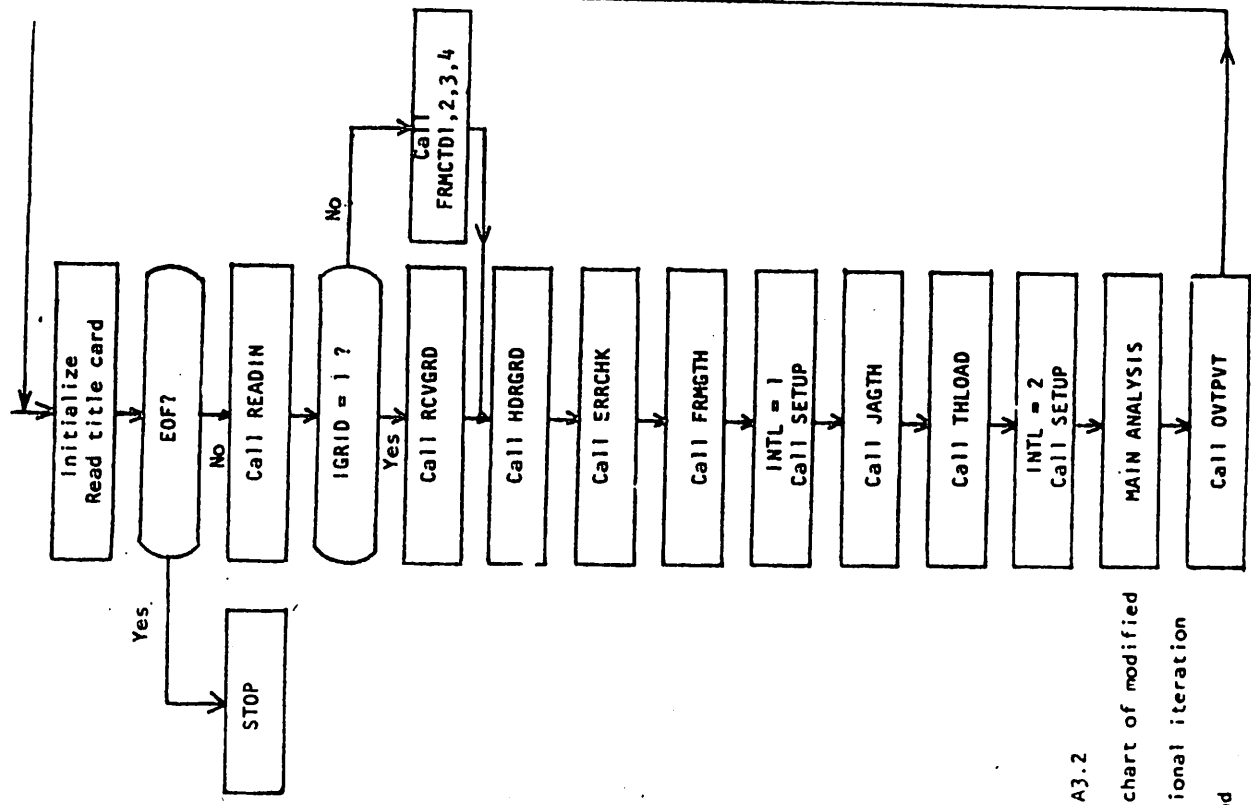 Initialize
Read title card
EOF?
Yes
STOP
No
Call READIN
IGRID = 1 ?
No
Call
FRMCTD1,2,3,4
Yes
Call RCVGRD
Call HDRGRD
Call ERRCHK
Call FRMGTH
INTL = 1
Call SETUP
Call JAGTH
Call THLOAD
INTL = 2
Call SETUP
MAIN ANALYSIS
Call OVTPVT
A3.2
chart of modified
ional iteration